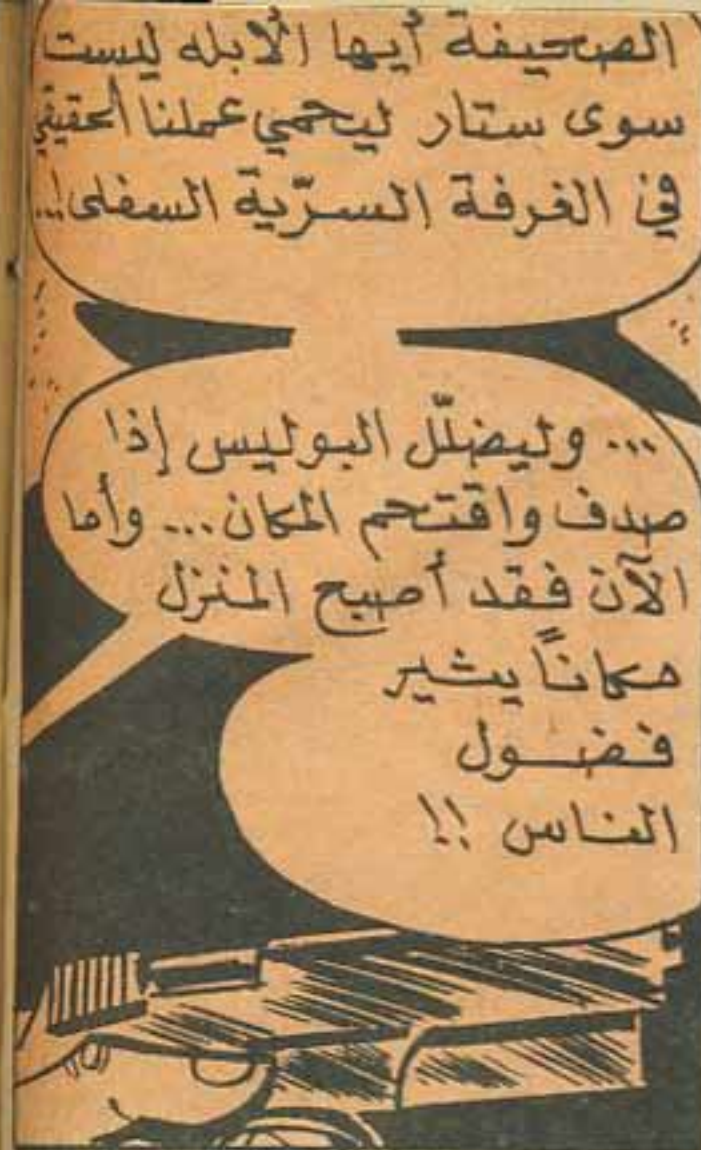 الصحيفة أيها الأبله ليست
سوى ستار ليحمي عملنا الحقيقي
في الغرفة السرّية السفلى!..
... وليضلّل البوليس إذا
صدف واقتحم المكان... وأما
الآن فقد أصبح المنزل
مكاناً يثير
فضول
الناس !!